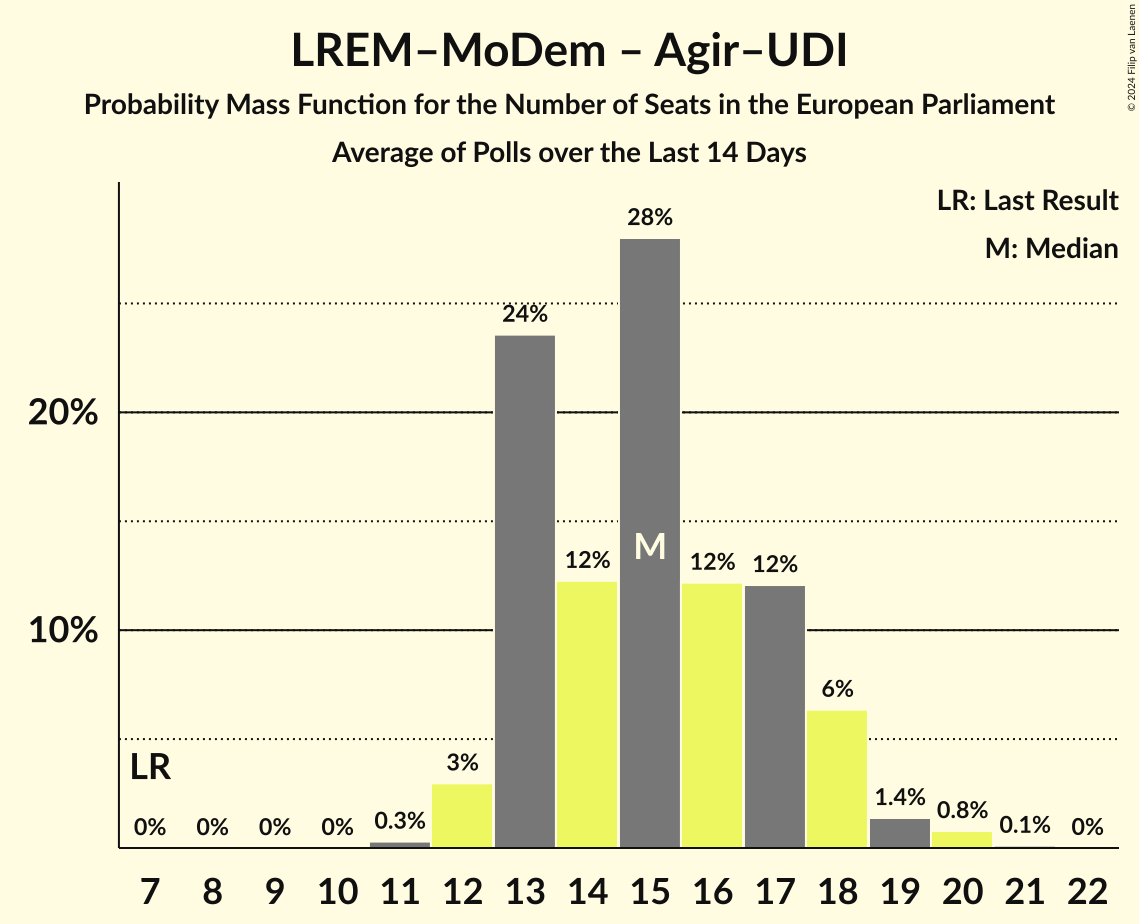 LREM–MoDem – Agir–UDI
Probability Mass Function for the Number of Seats in the European Parliament
Average of Polls over the Last 14 Days
© 2024 Filip van Laenen
LR: Last Result
M: Median
28%
24%
20%
M
12%
12%
12%
10%
6%
LR
3%
0%
0%
0%
0%
0.3%
1.4%
0.8%
0.1%
0%
7 8 9 10 11 12 13 14 15 16 17 18 19 20 21 22